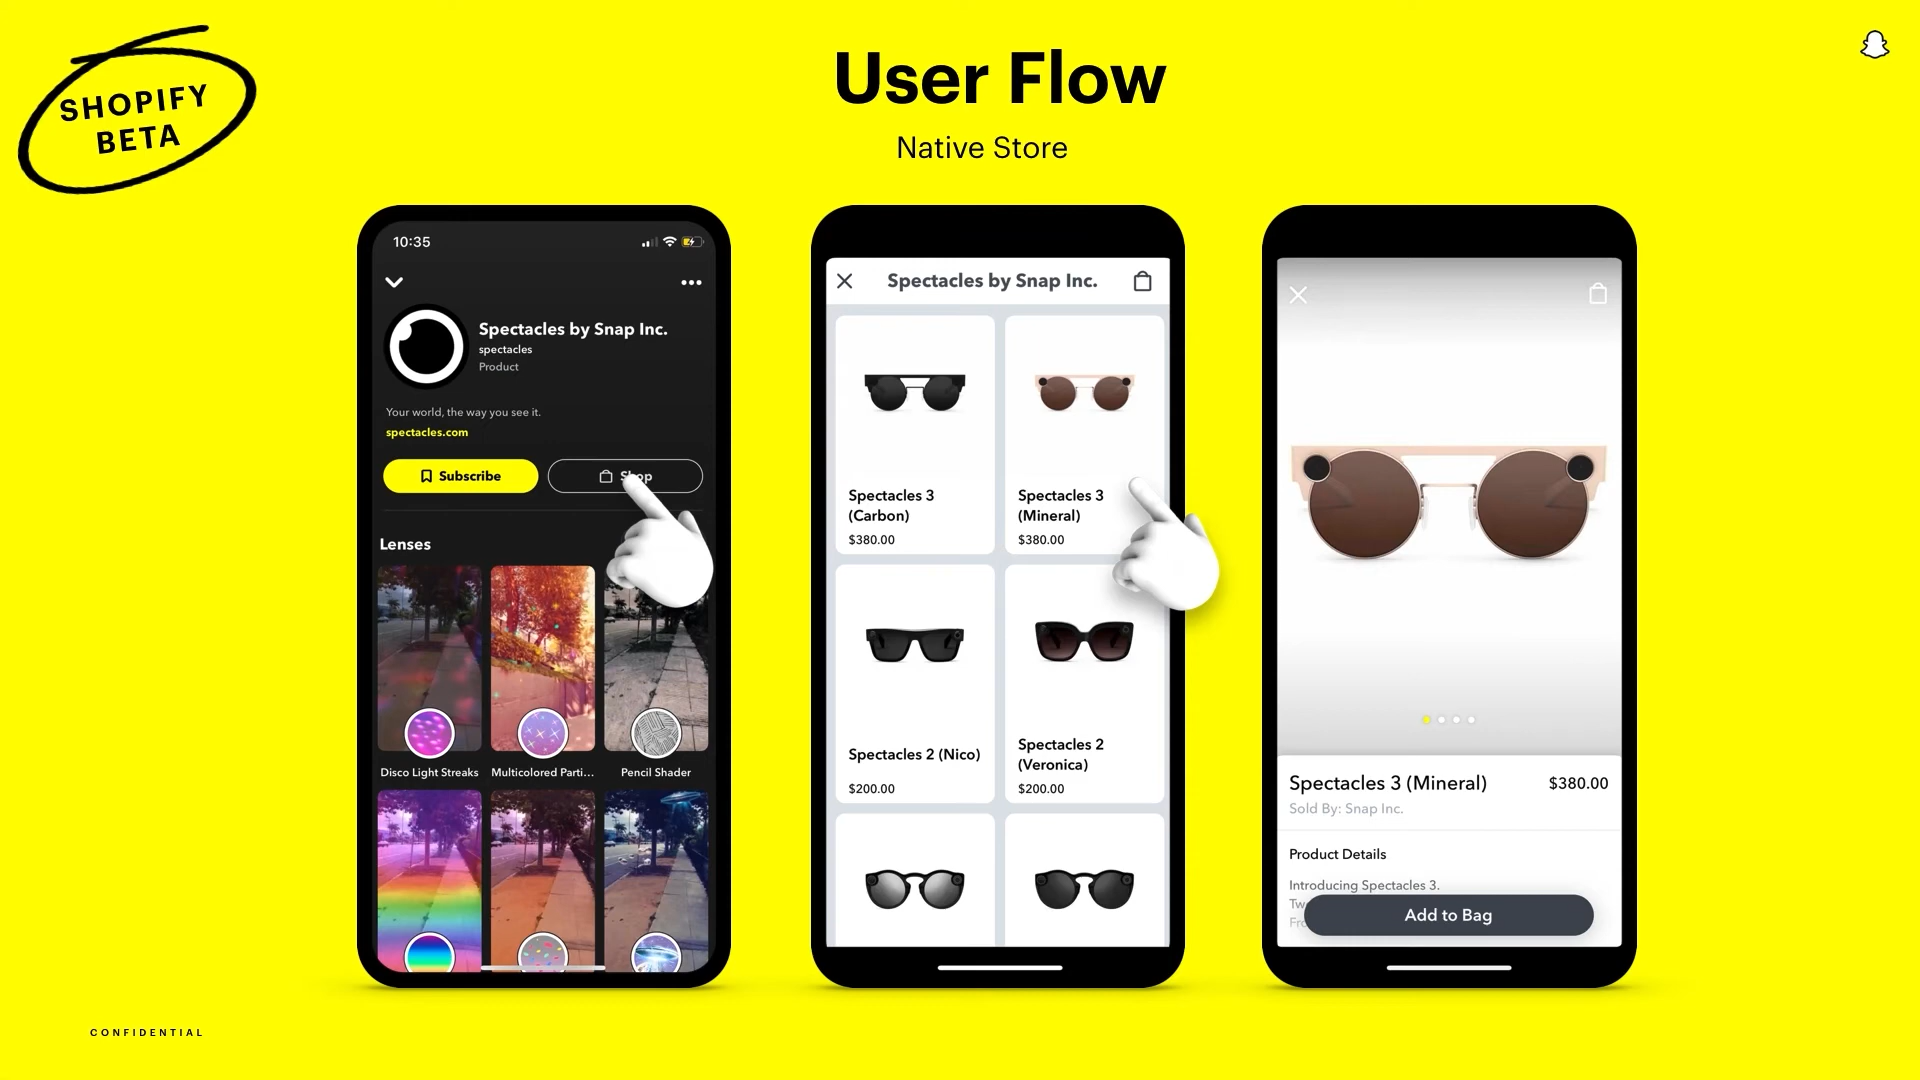 SHOPIFY
BETA
User Flow
Native Store
10:35
Spectacles by Snap Inc.
spectacles
Product
Your world, the way you see it.
spectacles.com
Subscribe
Shop
Lenses
Disco Light Streaks
Multicolored Parti...
Pencil Shader
Spectacles by Snap Inc.
Spectacles 3
(Carbon)
$380.00
Spectacles 3
(Mineral)
$380.00
Spectacles 2 (Nico)
$200.00
Spectacles 2
(Veronica)
$200.00
Spectacles 3 (Mineral)
$380.00
Sold By: Snap Inc.
Product Details
Introducing Spectacles 3.
Add to Bag
CONFIDENTIAL